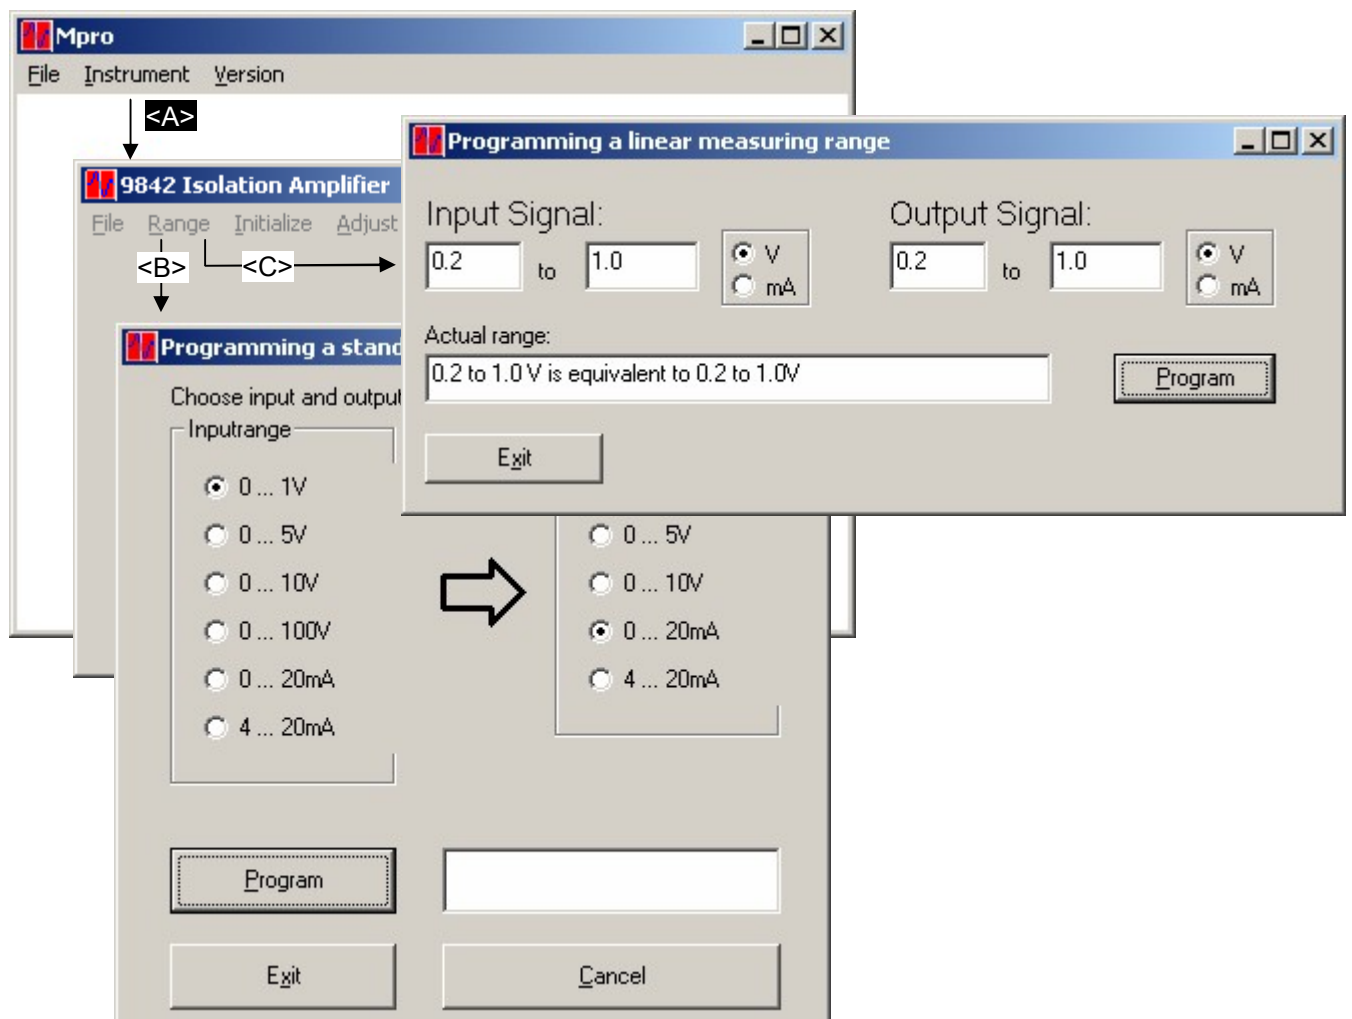 Mpro
File Instrument Version
<A>
9842 Isolation Amplifier
File Range Initialize Adjust
<B> <C>
Programming a linear measuring range
Input Signal: Output Signal:
0.2 to 1.0 V mA 0.2 to 1.0 V mA
Actual range:
0.2 to 1.0 V is equivalent to 0.2 to 1.0V
Program
Exit
Programming a stand
Choose input and output
Inputrange
0 ... 1V
0 ... 5V
0 ... 10V
0 ... 100V
0 ... 20mA
4 ... 20mA
0 ... 5V
0 ... 10V
0 ... 20mA
4 ... 20mA
Program
Exit Cancel